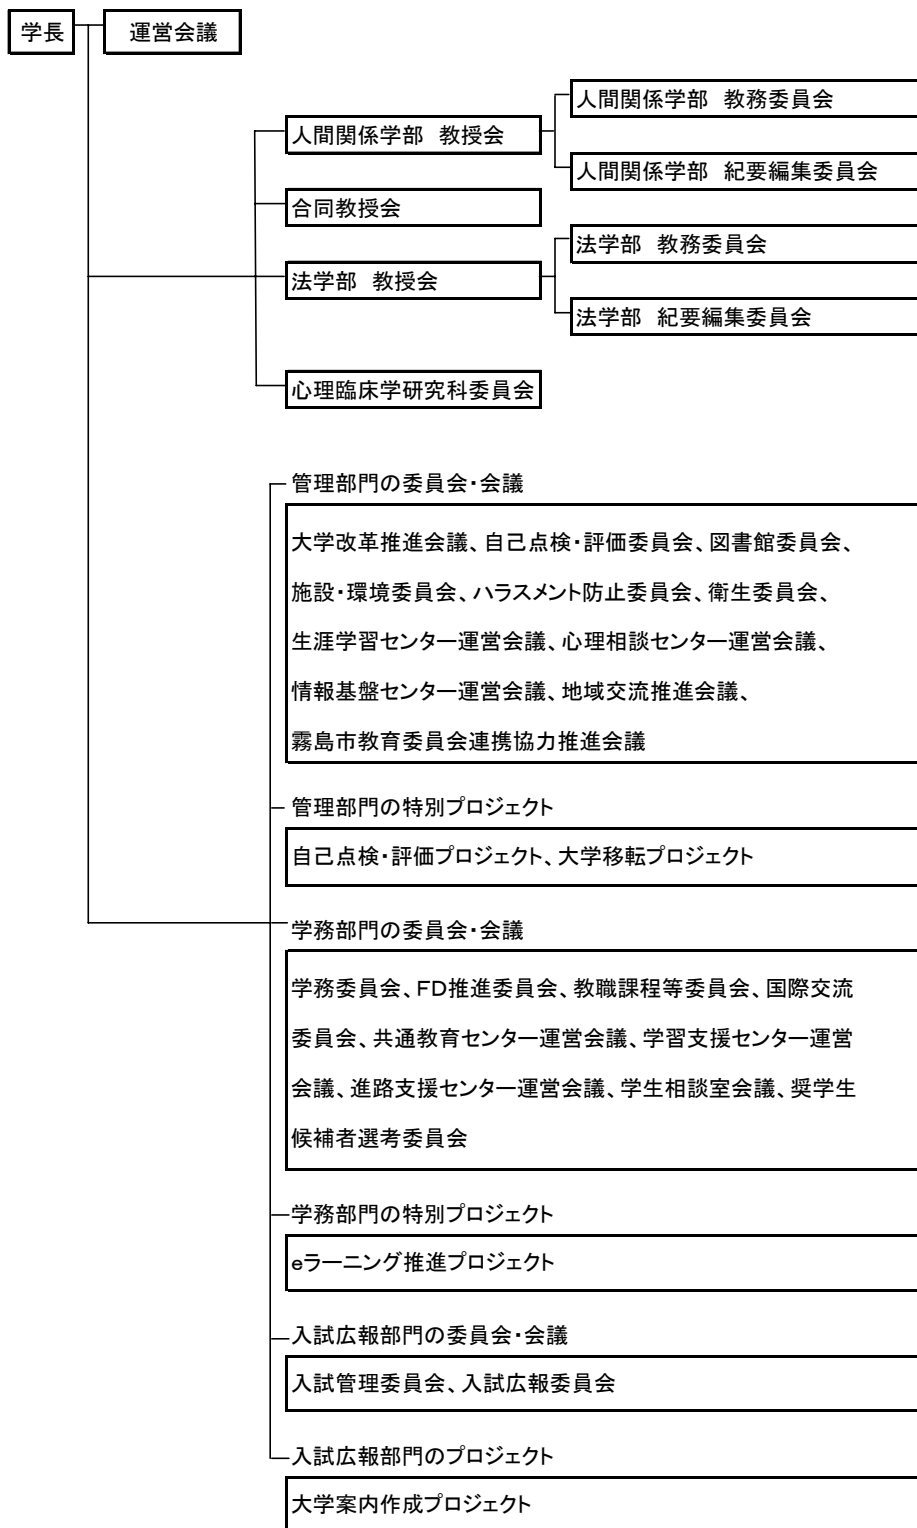 学長 運営会議
人間関係学部 教務委員会
人間関係学部 教授会
人間関係学部 紀要編集委員会
合同教授会
法学部 教務委員会
法学部 教授会
法学部 紀要編集委員会
心理臨床学研究科委員会
管理部門の委員会・会議
大学改革推進会議、自己点検・評価委員会、図書館委員会、
施設・環境委員会、ハラスメント防止委員会、衛生委員会、
生涯学習センター運営会議、心理相談センター運営会議、
情報基盤センター運営会議、地域交流推進会議、
霧島市教育委員会連携協力推進会議
管理部門の特別プロジェクト
自己点検・評価プロジェクト、大学移転プロジェクト
学務部門の委員会・会議
学務委員会、FD推進委員会、教職課程等委員会、国際交流
委員会、共通教育センター運営会議、学習支援センター運営
会議、進路支援センター運営会議、学生相談室会議、奨学生
候補者選考委員会
学務部門の特別プロジェクト
eラーニング推進プロジェクト
入試広報部門の委員会・会議
入試管理委員会、入試広報委員会
入試広報部門のプロジェクト
大学案内作成プロジェクト